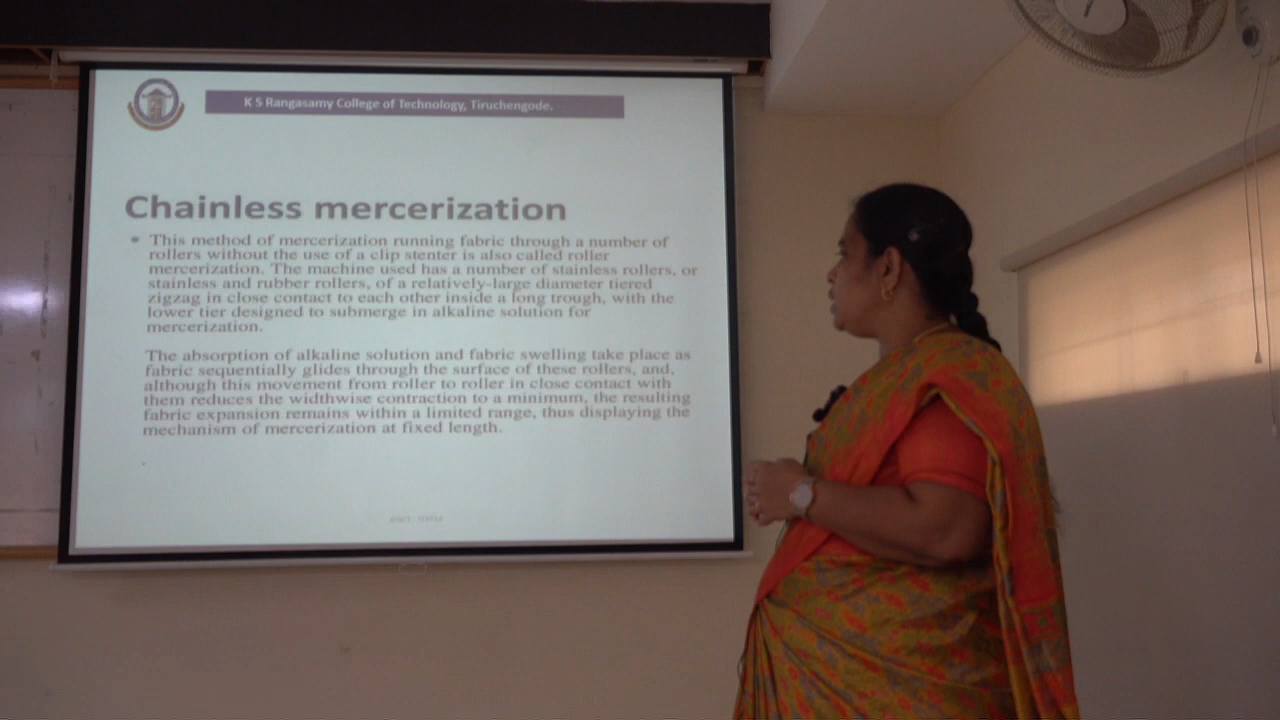 K S Rangasamy College of Technology, Tiruchengode.
Chainless mercerization
This method of mercerization running fabric through a number of
rollers without the use of a clip stenter is also called roller
mercerization. The machine used has a number of stainless rollers, or
stainless and rubber rollers, of a relatively-large diameter tiered
zigzag in close contact to each other inside a long trough, with the
lower tier designed to submerge in alkaline solution for
mercerization.
The absorption of alkaline solution and fabric swelling take place as
fabric sequentially glides through the surface of these rollers, and,
although this movement from roller to roller in close contact with
them reduces the widthwise contraction to a minimum, the resulting
fabric expansion remains within a limited range, thus displaying the
mechanism of mercerization at fixed length.